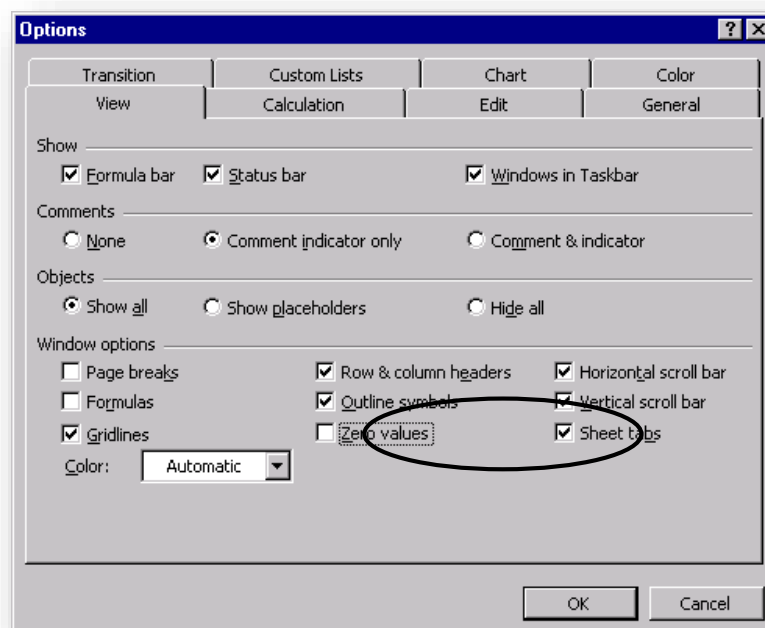 Options
Transition Custom Lists Chart Color
View Calculation Edit General
Show
Formula bar Status bar Windows in Taskbar
Comments
None Comment indicator only Comment & indicator
Objects
Show all Show placeholders Hide all
Window options
Page breaks Row & column headers Horizontal scroll bar
Formulas Outline symbols Vertical scroll bar
Gridlines Zero values Sheet tabs
Color: Automatic
OK Cancel